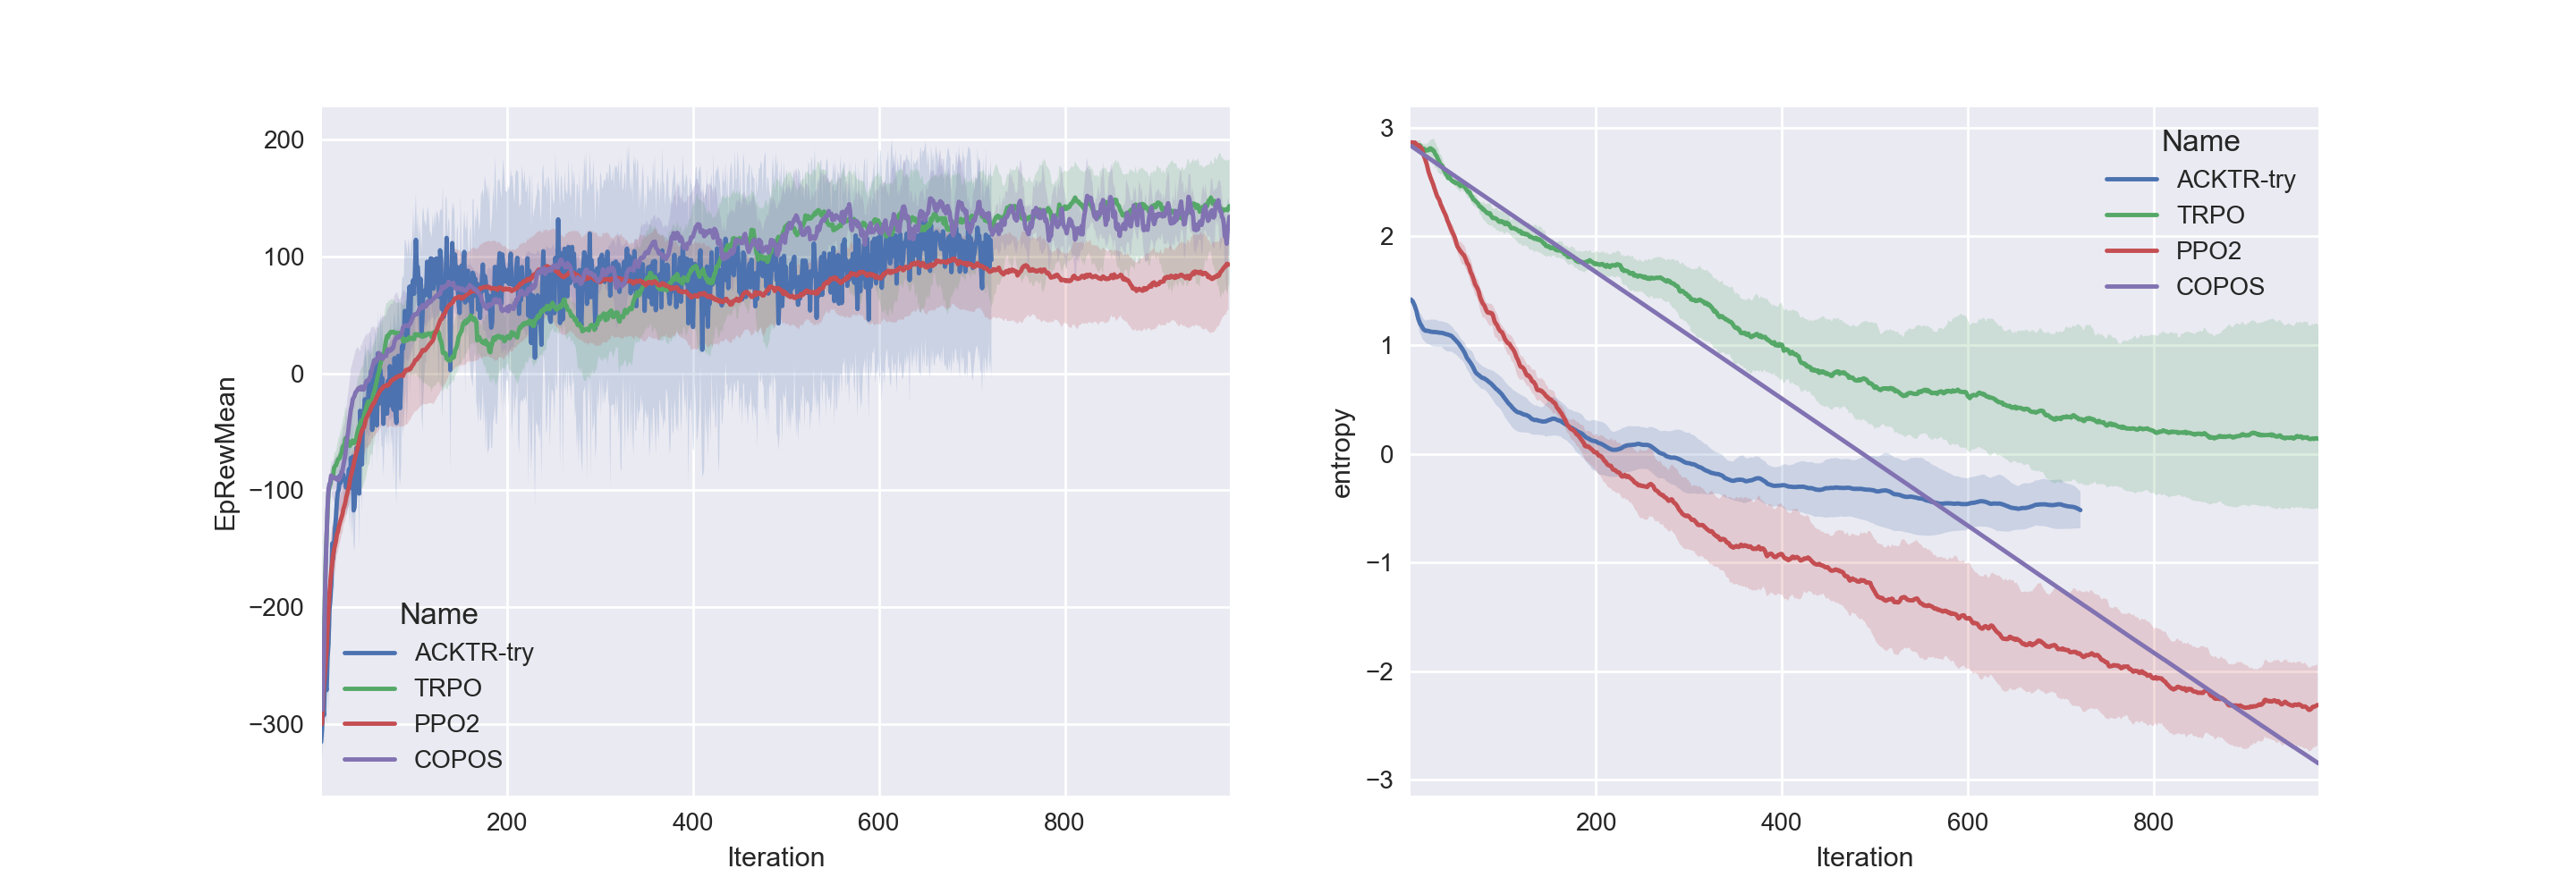 200
100
0
−100
−200
−300
EpRewMean
Name
ACKTR-try
TRPO
PPO2
COPOS
200
400
600
800
Iteration
3
2
1
0
−1
−2
−3
entropy
Name
ACKTR-try
TRPO
PPO2
COPOS
200
400
600
800
Iteration